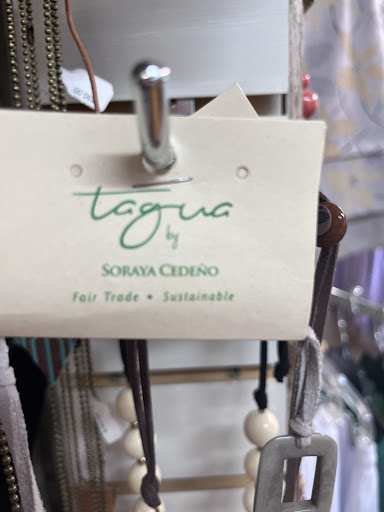 tagua
by
SORAYA CEDEÑO
Fair Trade • Sustainable